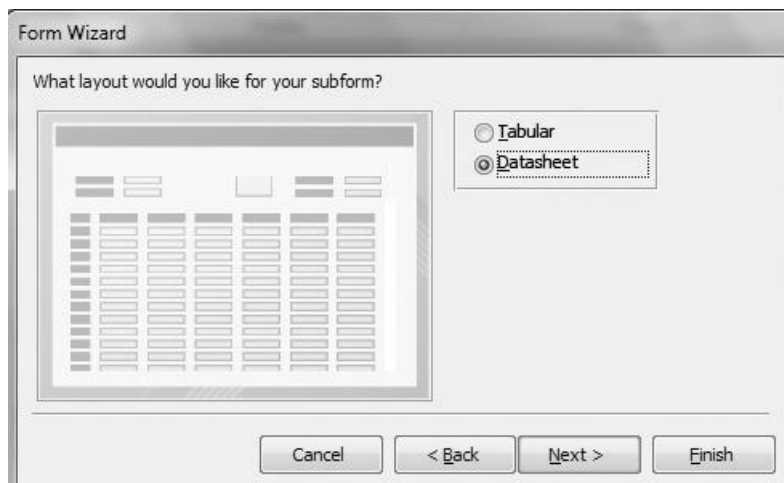 Form Wizard
What layout would you like for your subform?
Tabular
Datasheet
Cancel
< Back
Next >
Finish